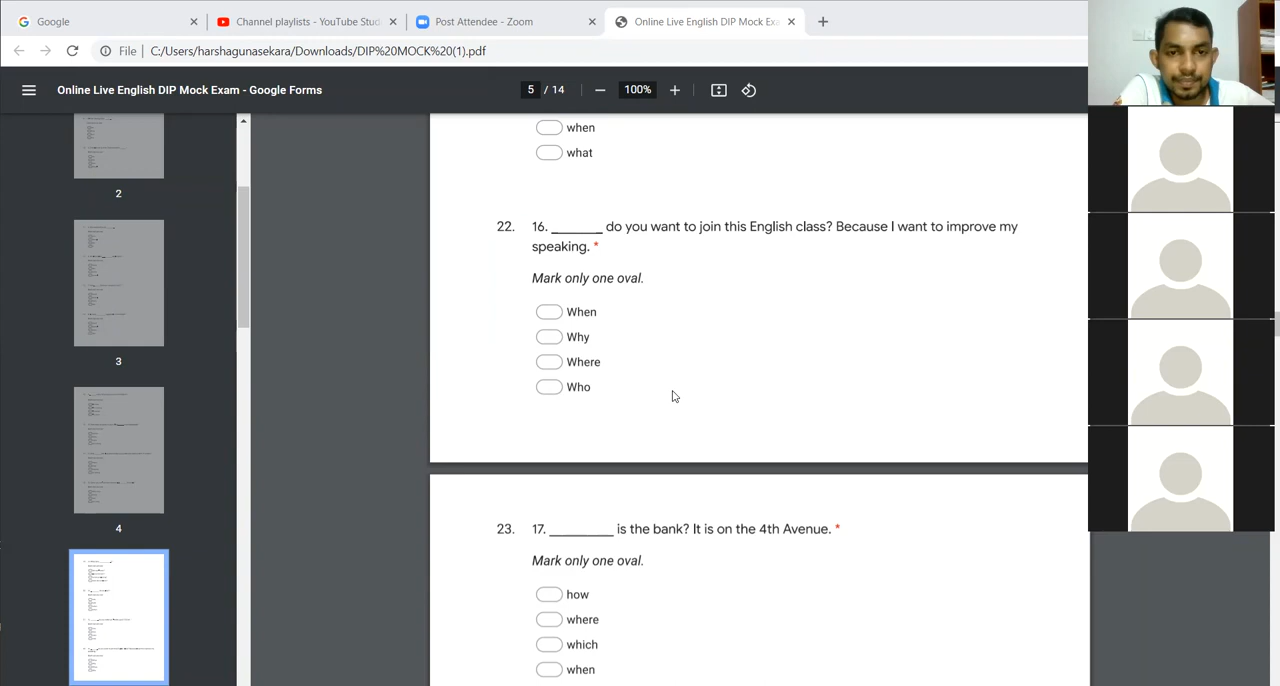 Google
Channel playlists - YouTube Stud
Post Attendee - Zoom
Online Live English DIP Mock Exa
File
C:/Users/harshagunasekara/Downloads/DIP%20MOCK%20(1).pdf
Online Live English DIP Mock Exam - Google Forms
5 / 14
100%
2
3
4
when
what
22. 16. _______ do you want to join this English class? Because I want to improve my
speaking. *
Mark only one oval.
When
Why
Where
Who
23. 17. _________ is the bank? It is on the 4th Avenue. *
Mark only one oval.
how
where
which
when